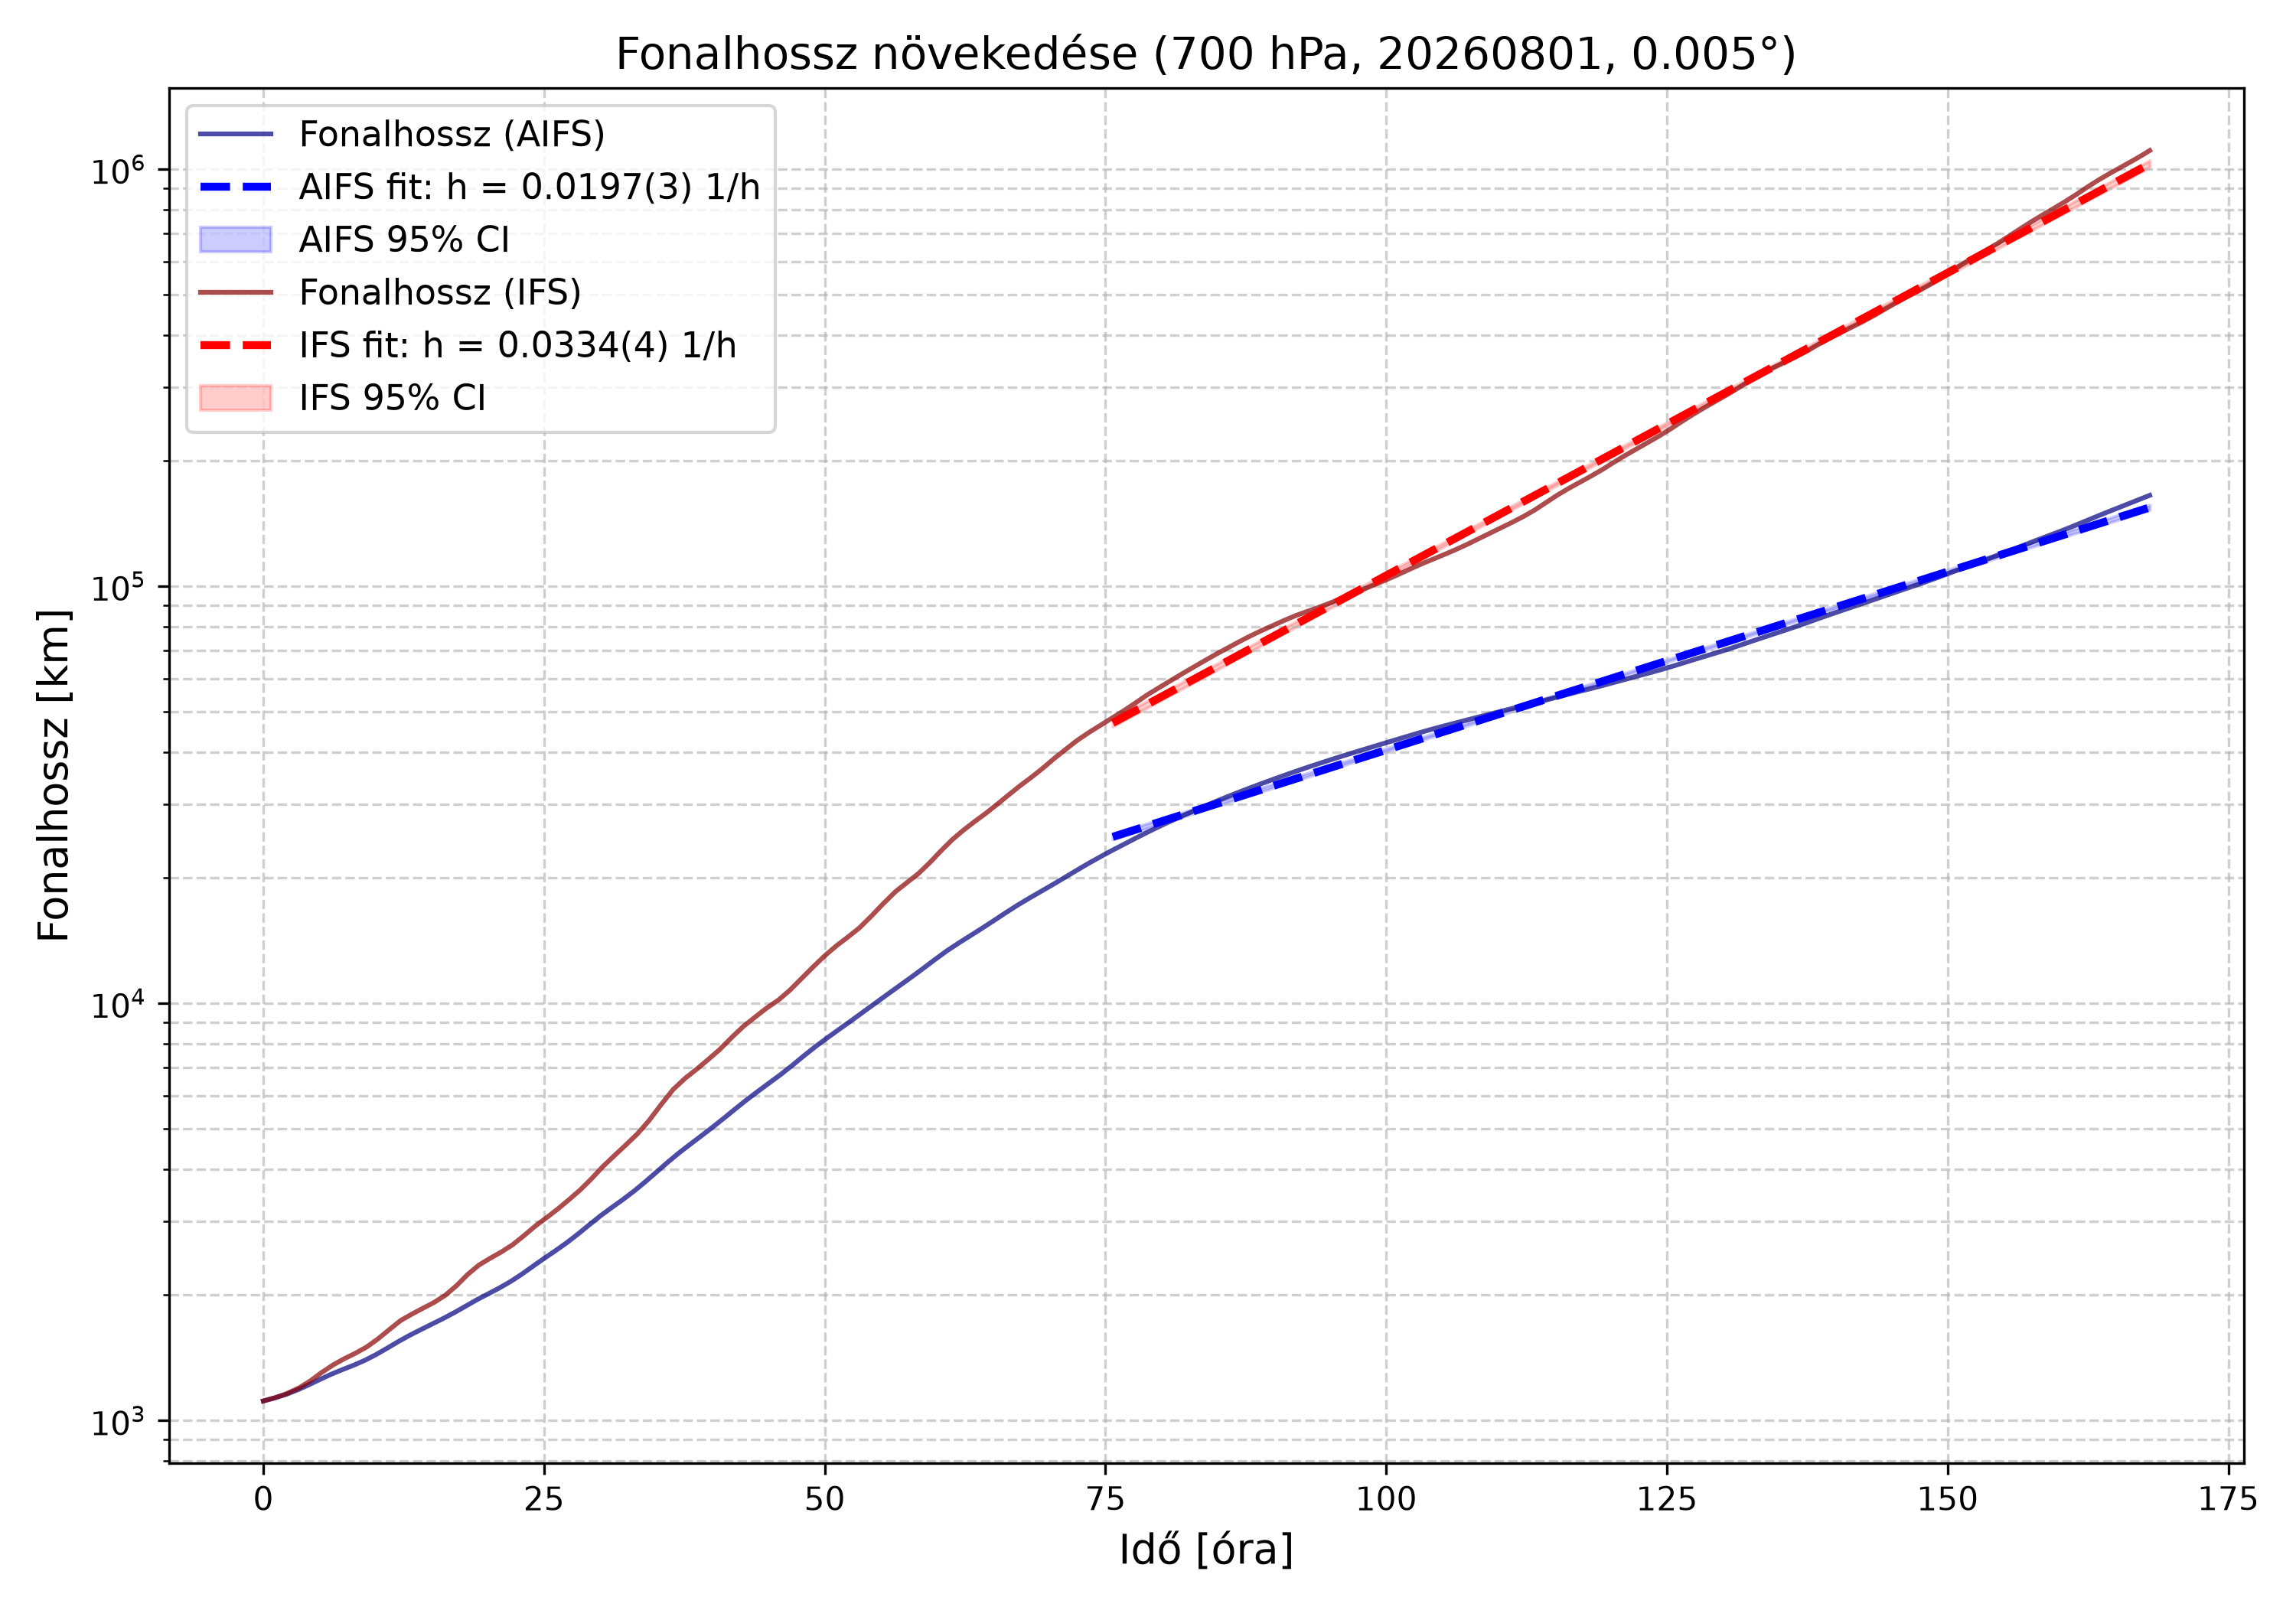 Fonalhossz növekedése (700 hPa, 20260801, 0.005°)
Fonalhossz (AIFS)
AIFS fit: h = 0.0197(3) 1/h
AIFS 95% CI
Fonalhossz (IFS)
IFS fit: h = 0.0334(4) 1/h
IFS 95% CI
Fonalhossz [km]
10⁶
10⁵
10⁴
10³
0 25 50 75 100 125 150 175
Idő [óra]